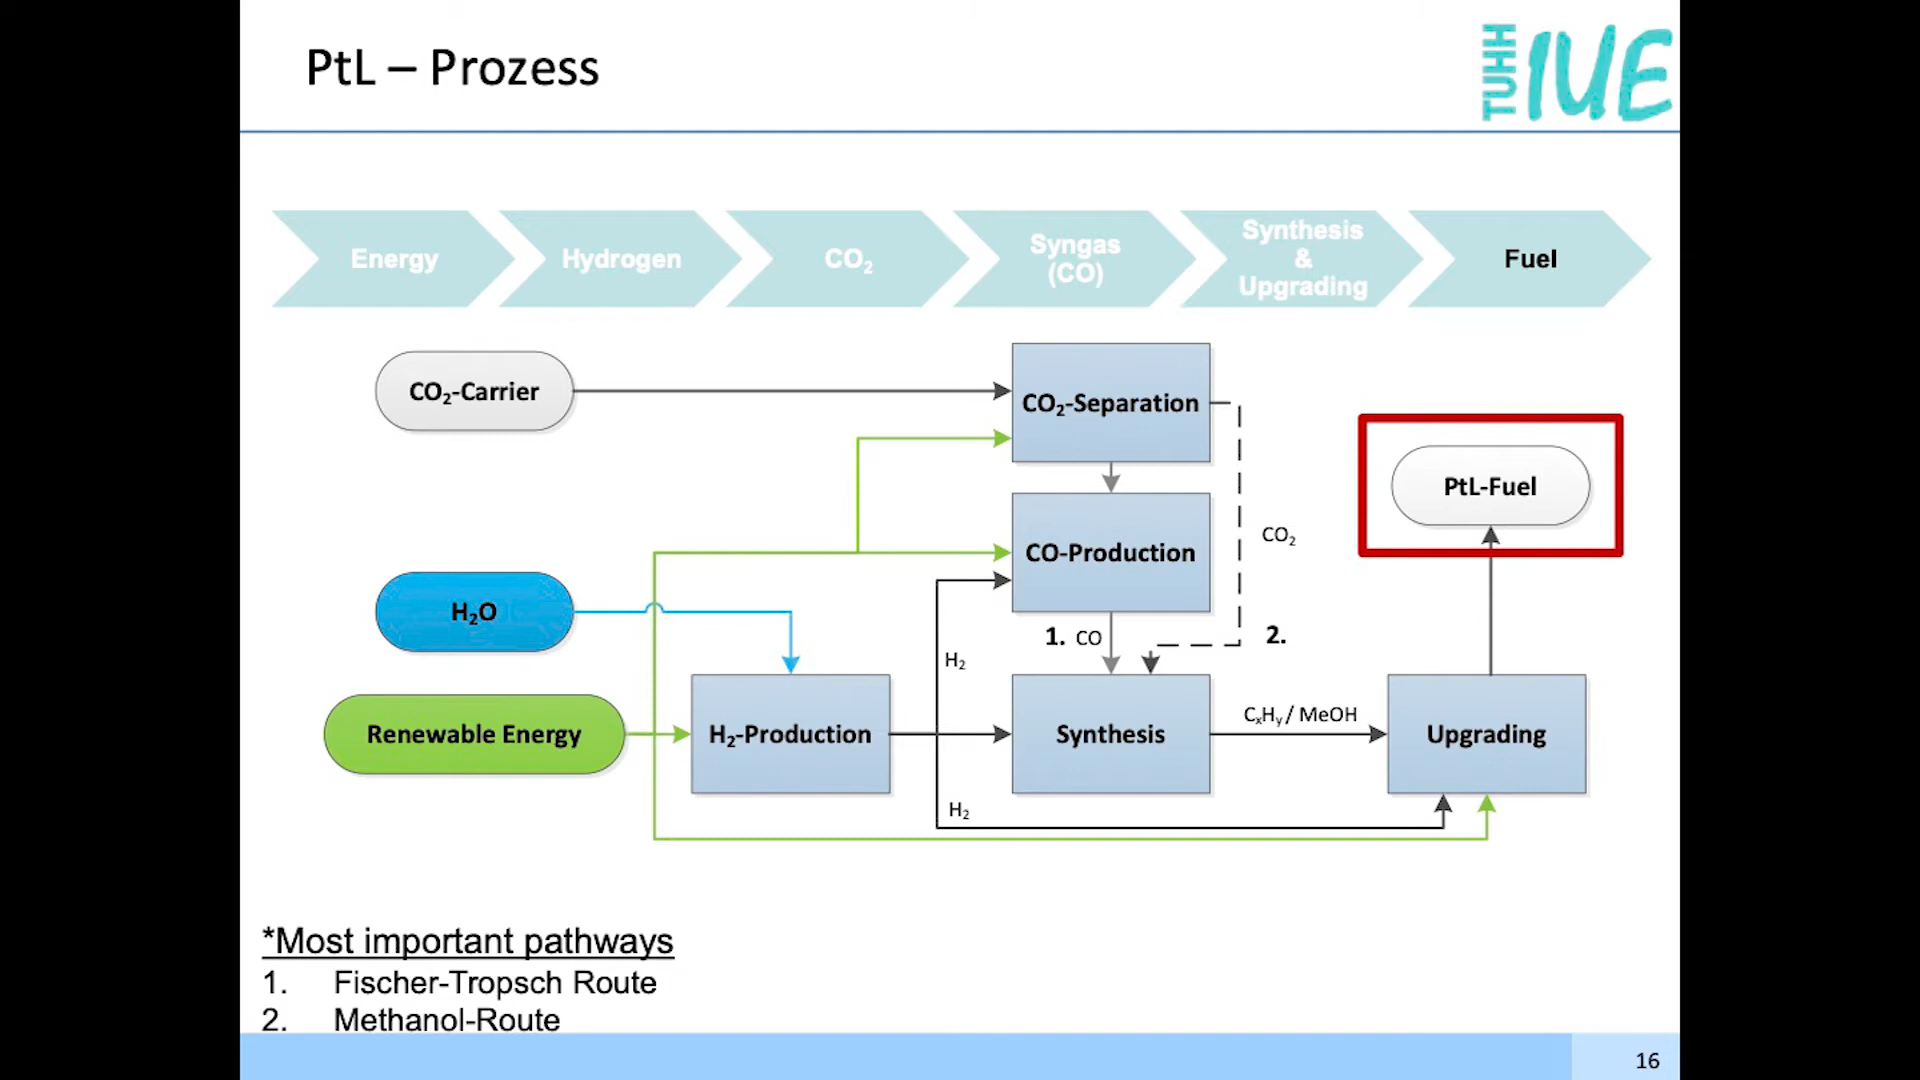 PtL – Prozess
TUHH
IUE
Energy
Hydrogen
CO₂
Syngas
(CO)
Synthesis
&
Upgrading
Fuel
CO₂-Carrier
CO₂-Separation
PtL-Fuel
CO₂
CO-Production
H₂O
1. CO
2.
H₂
Renewable Energy
H₂-Production
Synthesis
CₓHᵧ / MeOH
Upgrading
H₂
*Most important pathways
1. Fischer-Tropsch Route
2. Methanol-Route
16